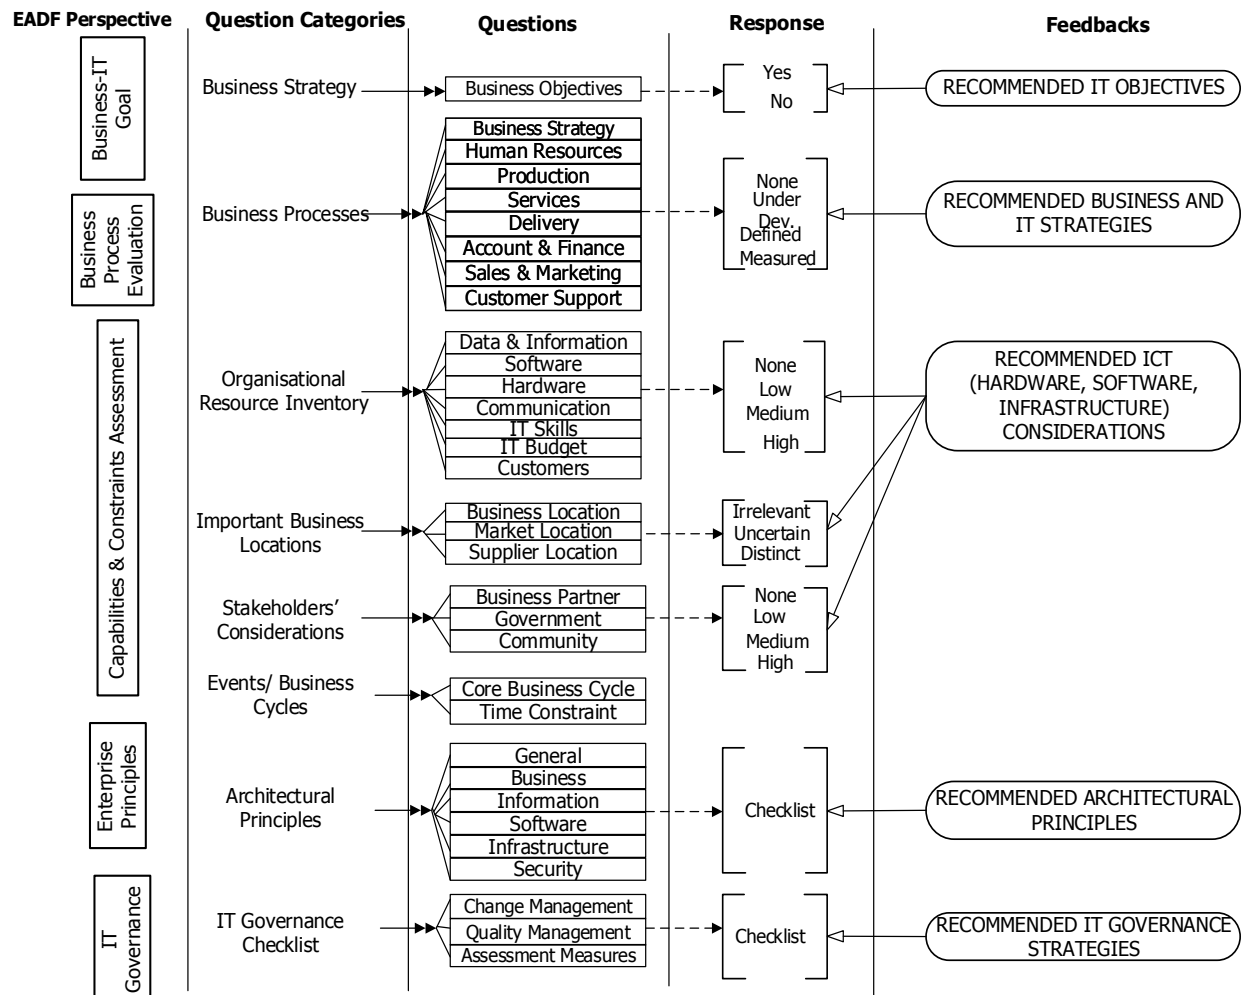 EADF Perspective
Question Categories
Questions
Response
Feedbacks
Business-IT
Goal
Business Strategy
Business Objectives
Yes
No
RECOMMENDED IT OBJECTIVES
Business
Process
Evaluation
Business Processes
Business Strategy
Human Resources
Production
Services
Delivery
Account & Finance
Sales & Marketing
Customer Support
None
Under
Dev.
Defined
Measured
RECOMMENDED BUSINESS AND
IT STRATEGIES
Capabilities & Constraints Assessment
Organisational
Resource Inventory
Data & Information
Software
Hardware
Communication
IT Skills
IT Budget
Customers
None
Low
Medium
High
RECOMMENDED ICT
(HARDWARE, SOFTWARE,
INFRASTRUCTURE)
CONSIDERATIONS
Important Business
Locations
Business Location
Market Location
Supplier Location
Irrelevant
Uncertain
Distinct
Stakeholders’
Considerations
Business Partner
Government
Community
None
Low
Medium
High
Events/ Business
Cycles
Core Business Cycle
Time Constraint
Enterprise
Principles
Architectural
Principles
General
Business
Information
Software
Infrastructure
Security
Checklist
RECOMMENDED ARCHITECTURAL
PRINCIPLES
IT
Governance
IT Governance
Checklist
Change Management
Quality Management
Assessment Measures
Checklist
RECOMMENDED IT GOVERNANCE
STRATEGIES